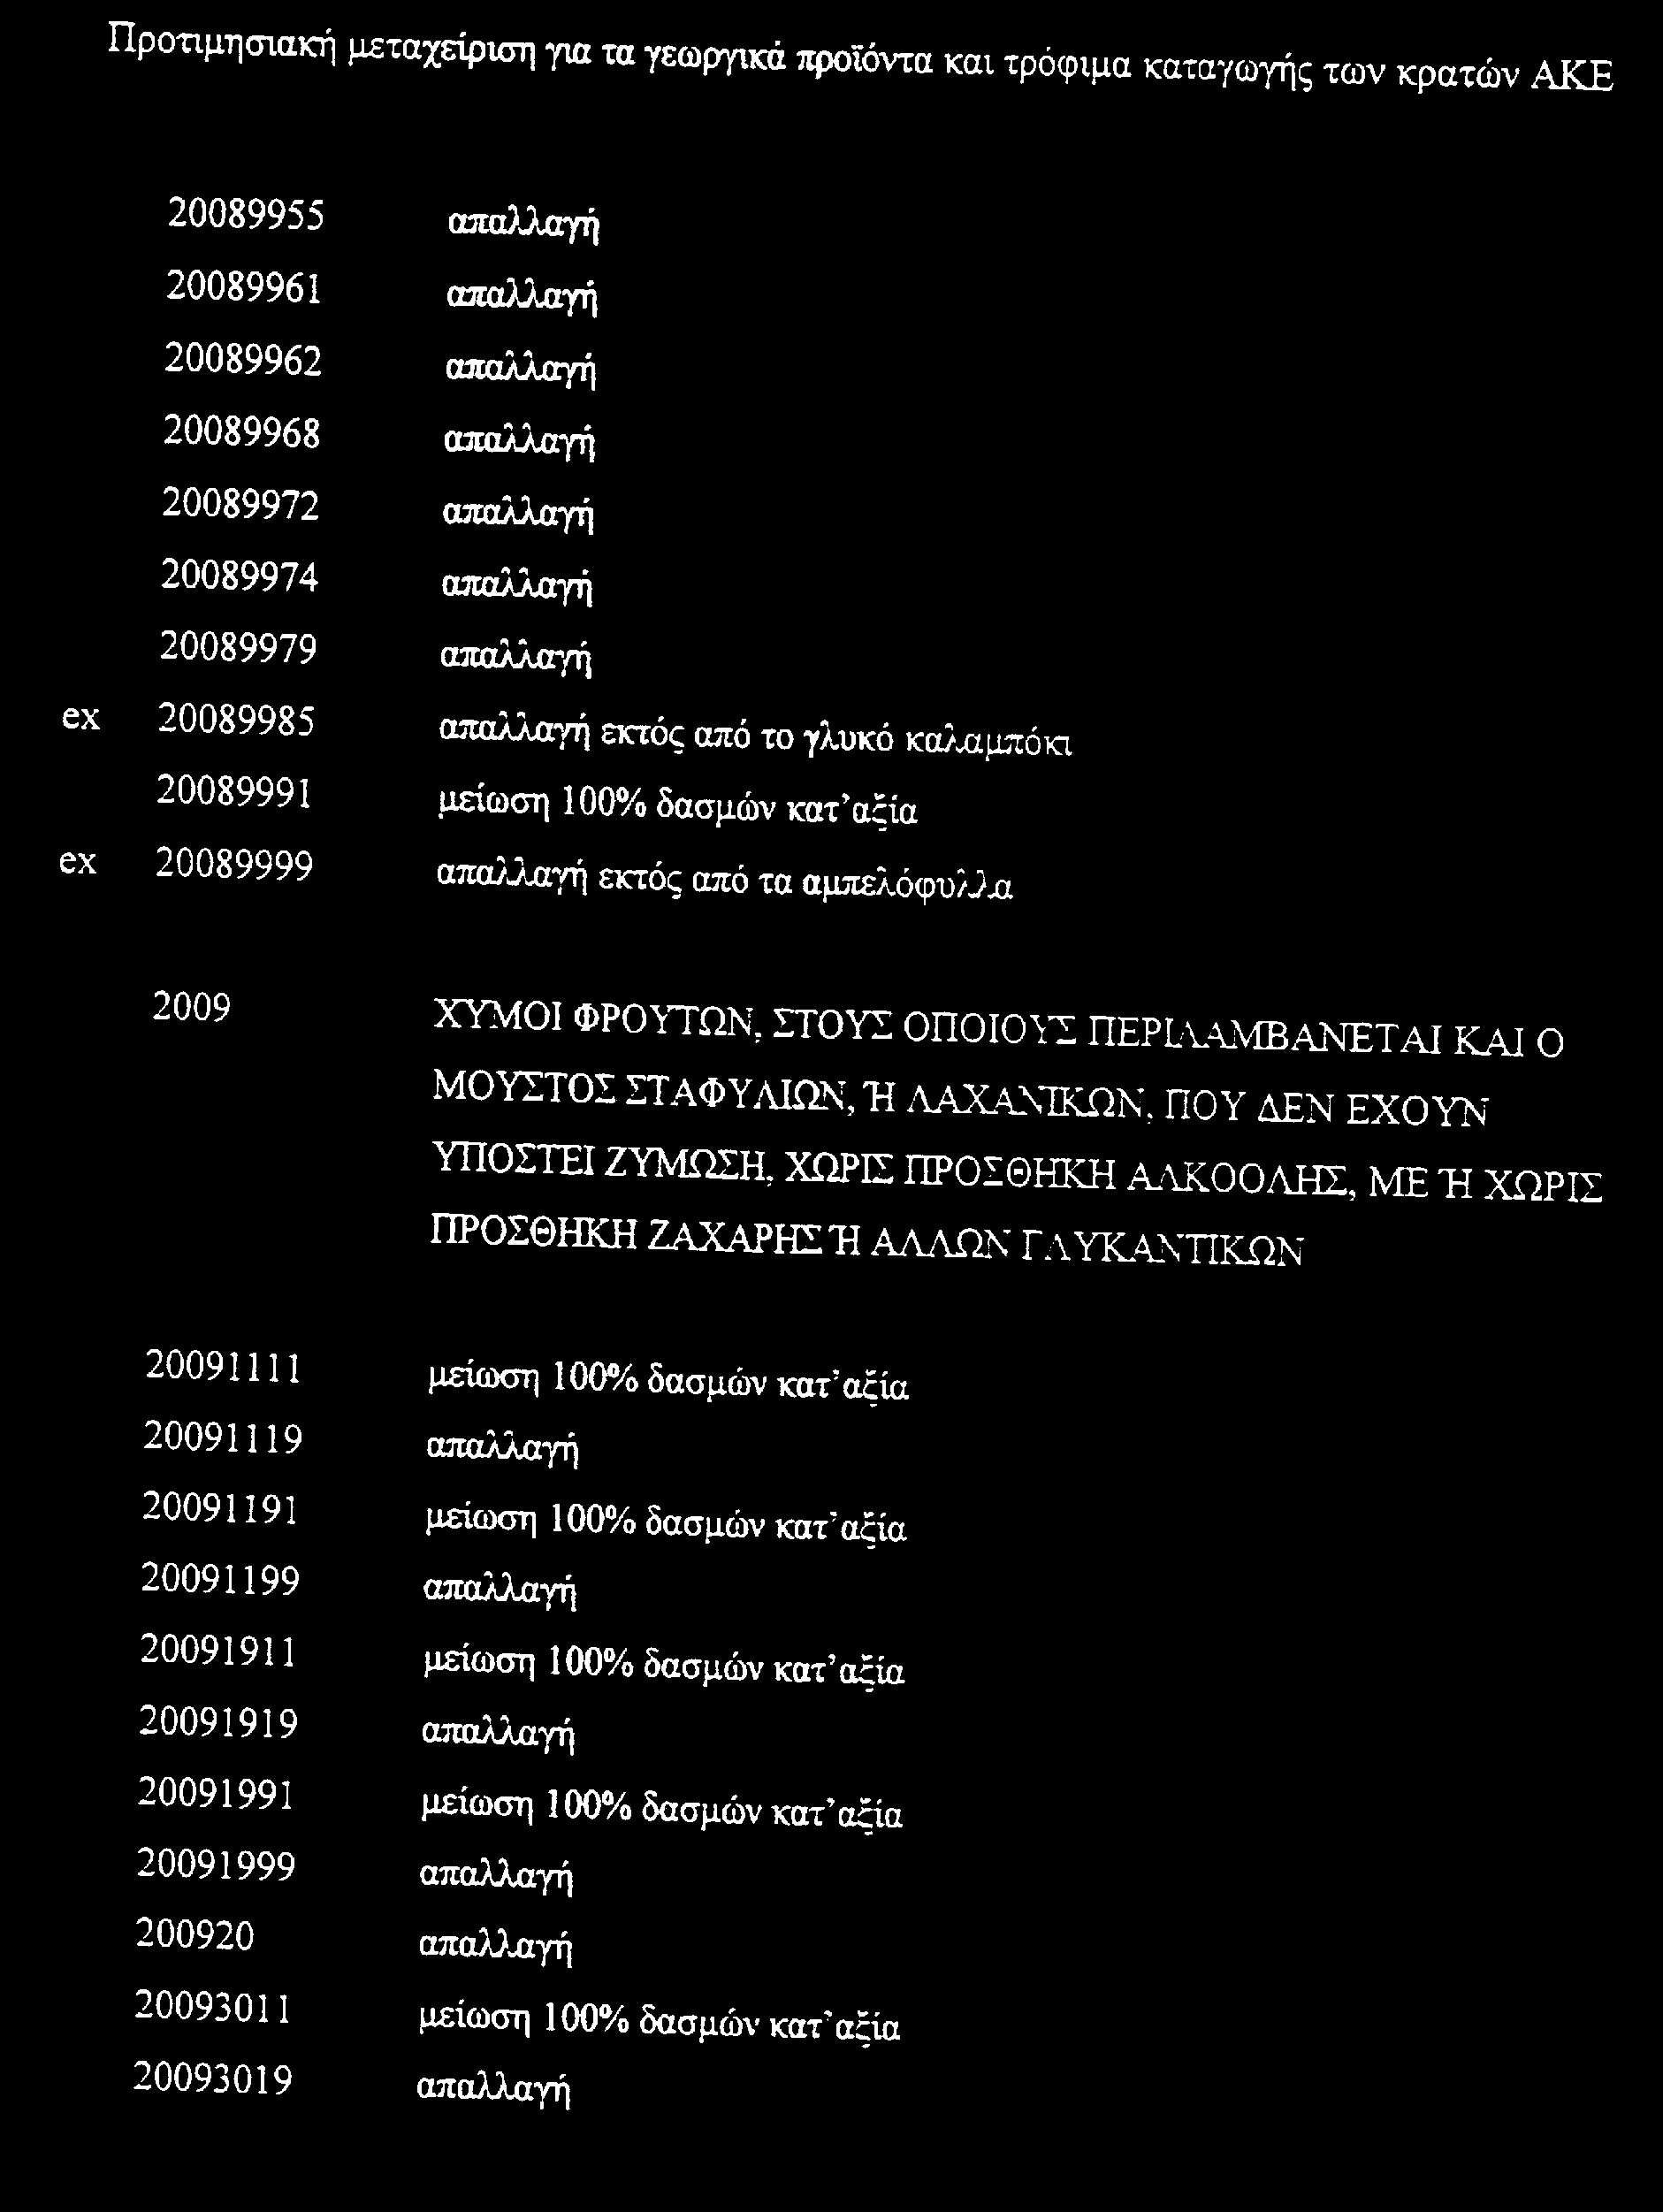 Προτιμησιακή μεταχείριση για τα γεωργικά προϊόντα και τρόφιμα καταγωγής των κρατών ΑΚΕ
20089955 απαλλαγή
20089961 απαλλαγή
20089962 απαλλαγή
20089968 απαλλαγή
20089972 απαλλαγή
20089974 απαλλαγή
20089979 απαλλαγή
ex 20089985 απαλλαγή εκτός από το γλυκό καλαμπόκι
20089991 μείωση 100% δασμών κατ’αξία
ex 20089999 απαλλαγή εκτός από τα αμπελόφυλλα
2009 ΧΥΜΟΙ ΦΡΟΥΤΩΝ, ΣΤΟΥΣ ΟΠΟΙΟΥΣ ΠΕΡΙΛΑΜΒΑΝΕΤΑΙ ΚΑΙ Ο
ΜΟΥΣΤΟΣ ΣΤΑΦΥΛΙΩΝ, Ή ΛΑΧΑΝΙΚΩΝ, ΠΟΥ ΔΕΝ ΕΧΟΥΝ
ΥΠΟΣΤΕΙ ΖΥΜΩΣΗ, ΧΩΡΙΣ ΠΡΟΣΘΗΚΗ ΑΛΚΟΟΛΗΣ, ΜΕ Ή ΧΩΡΙΣ
ΠΡΟΣΘΗΚΗ ΖΑΧΑΡΗΣ Ή ΑΛΛΩΝ ΓΛΥΚΑΝΤΙΚΩΝ
20091111 μείωση 100% δασμών κατ’αξία
20091119 απαλλαγή
20091191 μείωση 100% δασμών κατ’αξία
20091199 απαλλαγή
20091911 μείωση 100% δασμών κατ’αξία
20091919 απαλλαγή
20091991 μείωση 100% δασμών κατ’αξία
20091999 απαλλαγή
200920 απαλλαγή
20093011 μείωση 100% δασμών κατ’αξία
20093019 απαλλαγή